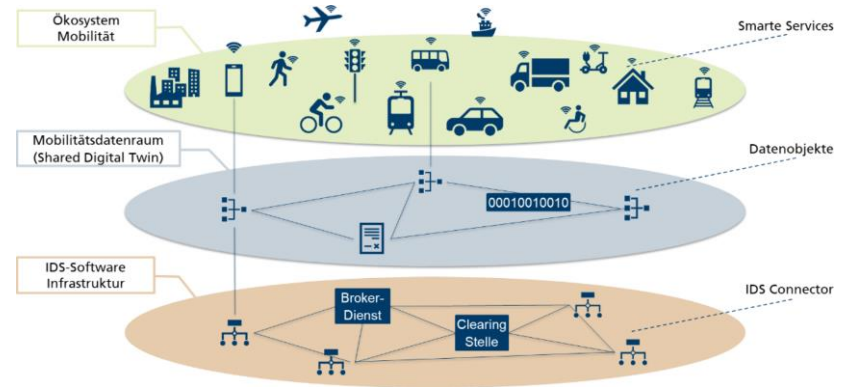 Ökosystem
Mobilität
Smarte Services
Mobilitätsdatenraum
(Shared Digital Twin)
Datenobjekte
00010010010
IDS-Software
Infrastruktur
IDS Connector
Broker-
Dienst
Clearing
Stelle